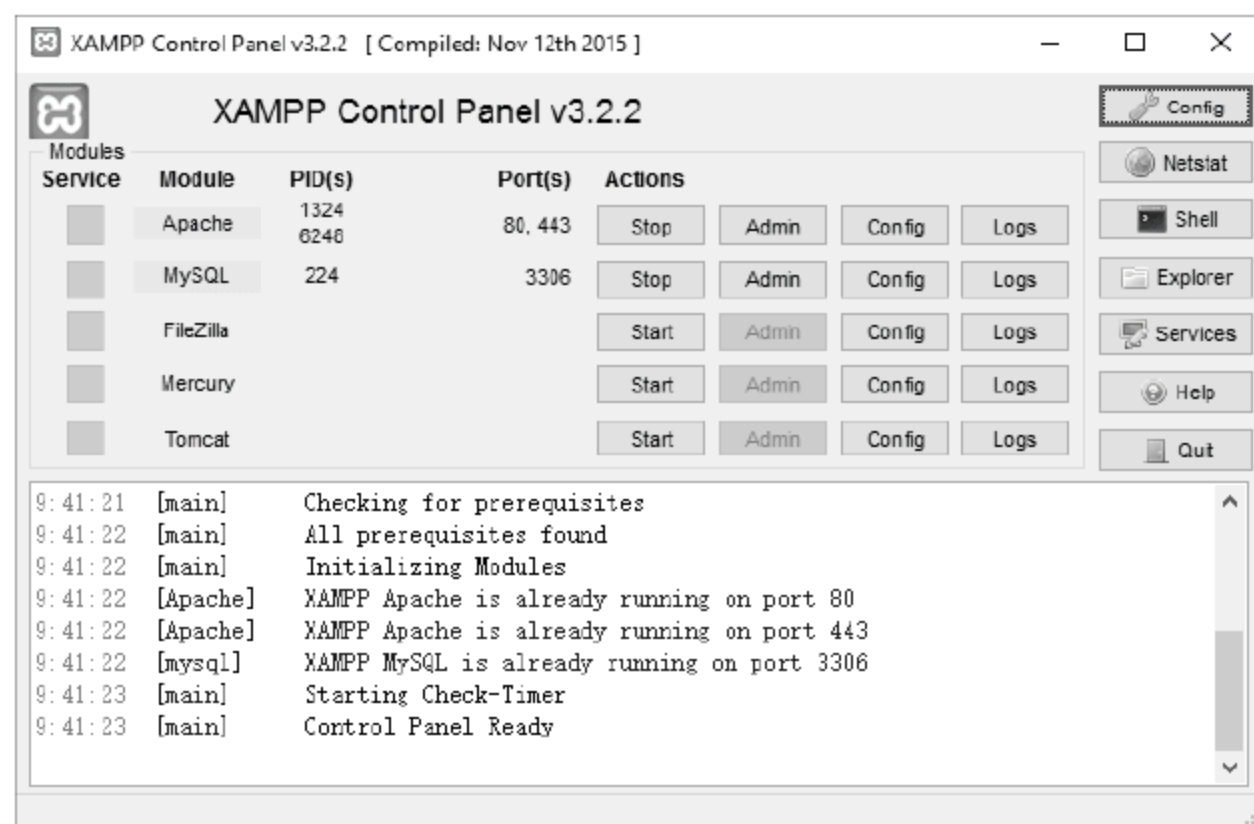 XAMPP Control Panel v3.2.2 [ Compiled: Nov 12th 2015 ]
XAMPP Control Panel v3.2.2
Config
Modules
Netstat
Service Module PID(s) Port(s) Actions
Apache 1324 6248 80, 443 Stop Admin Config Logs
Shell
MySQL 224 3306 Stop Admin Config Logs
Explorer
FileZilla Start Admin Config Logs
Services
Mercury Start Admin Config Logs
Help
Tomcat Start Admin Config Logs
Quit
9:41:21 [main] Checking for prerequisites
9:41:22 [main] All prerequisites found
9:41:22 [main] Initializing Modules
9:41:22 [Apache] XAMPP Apache is already running on port 80
9:41:22 [Apache] XAMPP Apache is already running on port 443
9:41:22 [mysql] XAMPP MySQL is already running on port 3306
9:41:23 [main] Starting Check-Timer
9:41:23 [main] Control Panel Ready